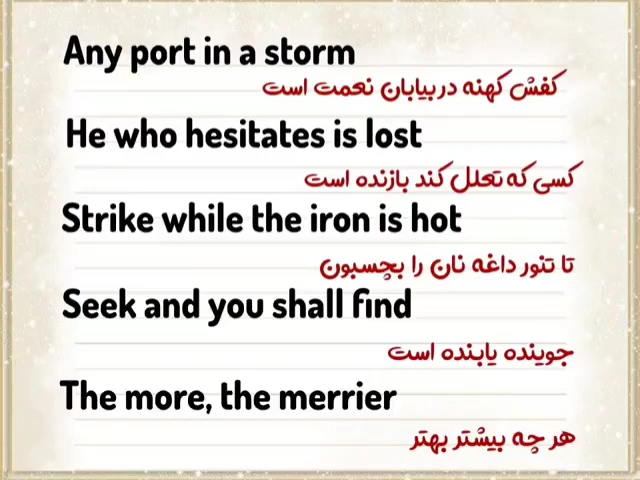 Any port in a storm
کفش کهنه در بیابان نعمت است
He who hesitates is lost
کسی که تعلل کند بازنده است
Strike while the iron is hot
تا تنور داغه نان را بچسبون
Seek and you shall find
جوینده یابنده است
The more, the merrier
هر چه بیشتر بهتر